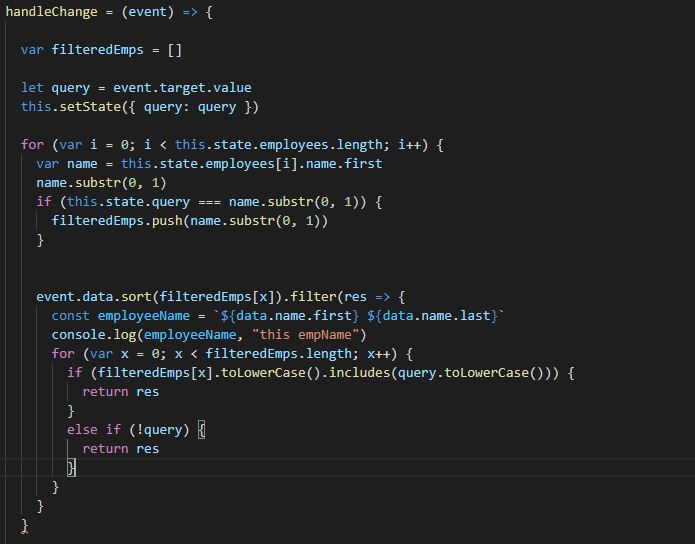 handleChange = (event) => {
var filteredEmps = []
let query = event.target.value
this.setState({ query: query })
for (var i = 0; i < this.state.employees.length; i++) {
var name = this.state.employees[i].name.first
name.substr(0, 1)
if (this.state.query === name.substr(0, 1)) {
filteredEmps.push(name.substr(0, 1))
}
event.data.sort(filteredEmps[x]).filter(res => {
const employeeName = `${data.name.first} ${data.name.last}`
console.log(employeeName, "this empName")
for (var x = 0; x < filteredEmps.length; x++) {
if (filteredEmps[x].toLowerCase().includes(query.toLowerCase())) {
return res
}
else if (!query) {
return res
}
}
}
}